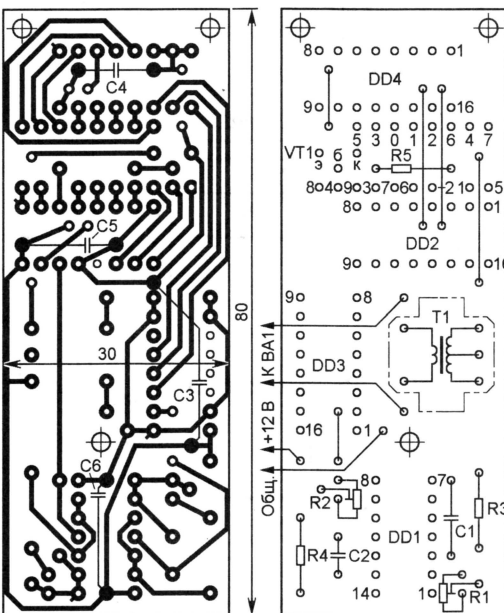 C4
C5
80
30
C3
C6
8 1
DD4
9 16
5 3 0 1 2 6 4 7
VT1
э б к
R5
8 4 9 3 7 6 2 1 5
8 1
DD2
9 16
9 8
К ВА1
T1
DD3
+12 В
16 1
Общ.
R2
8 7
R3
C1
DD1
R4
C2
14 1
R1